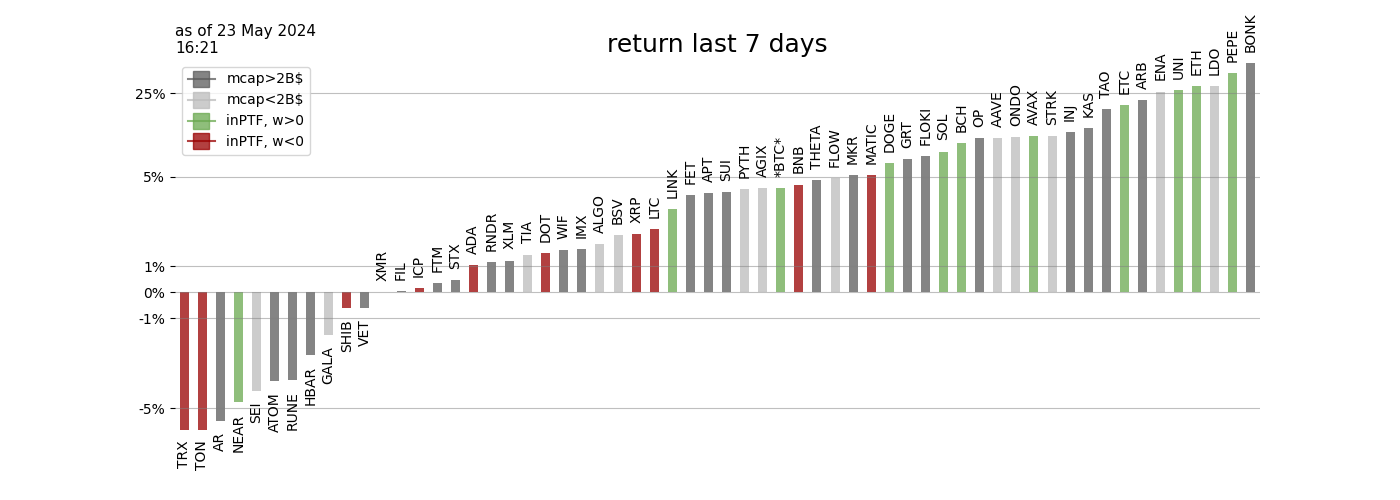 as of 23 May 2024
16:21
return last 7 days
mcap>2B$
mcap<2B$
inPTF, w>0
inPTF, w<0
25%
5%
1%
0%
-1%
-5%
TRX
TON
AR
NEAR
SEI
ATOM
RUNE
HBAR
GALA
SHIB
VET
XMR
FIL
ICP
FTM
STX
ADA
RNDR
XLM
TIA
DOT
WIF
IMX
ALGO
BSV
XRP
LTC
LINK
FET
APT
SUI
PYTH
AGIX
*BTC*
BNB
THETA
FLOW
MKR
MATIC
DOGE
GRT
FLOKI
SOL
BCH
OP
AAVE
ONDO
AVAX
STRK
INJ
KAS
TAO
ETC
ARB
ENA
UNI
ETH
LDO
PEPE
BONK